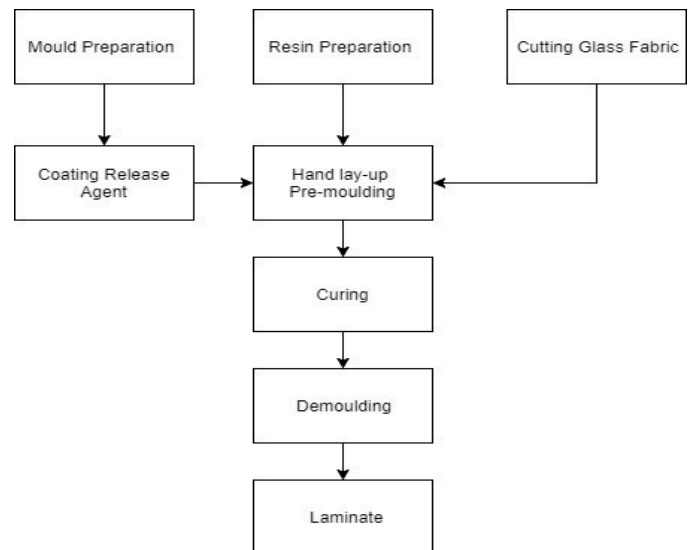 Mould Preparation
Resin Preparation
Cutting Glass Fabric
Coating Release
Agent
Hand lay-up
Pre-moulding
Curing
Demoulding
Laminate